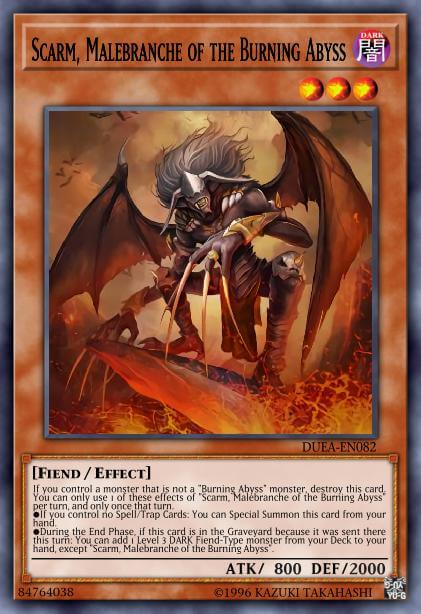 Scarm, Malebranche of the Burning Abyss
DARK
闇
DUEA-EN082
[Fiend / Effect]
If you control a monster that is not a "Burning Abyss" monster, destroy this card.
You can only use 1 of these effects of "Scarm, Malebranche of the Burning Abyss"
per turn, and only once that turn.
●If you control no Spell/Trap Cards: You can Special Summon this card from your
hand.
●During the End Phase, if this card is in the Graveyard because it was sent there
this turn: You can add 1 Level 3 DARK Fiend-Type monster from your Deck to your
hand, except "Scarm, Malebranche of the Burning Abyss".
ATK/ 800 DEF/2000
84764038
©1996 KAZUKI TAKAHASHI